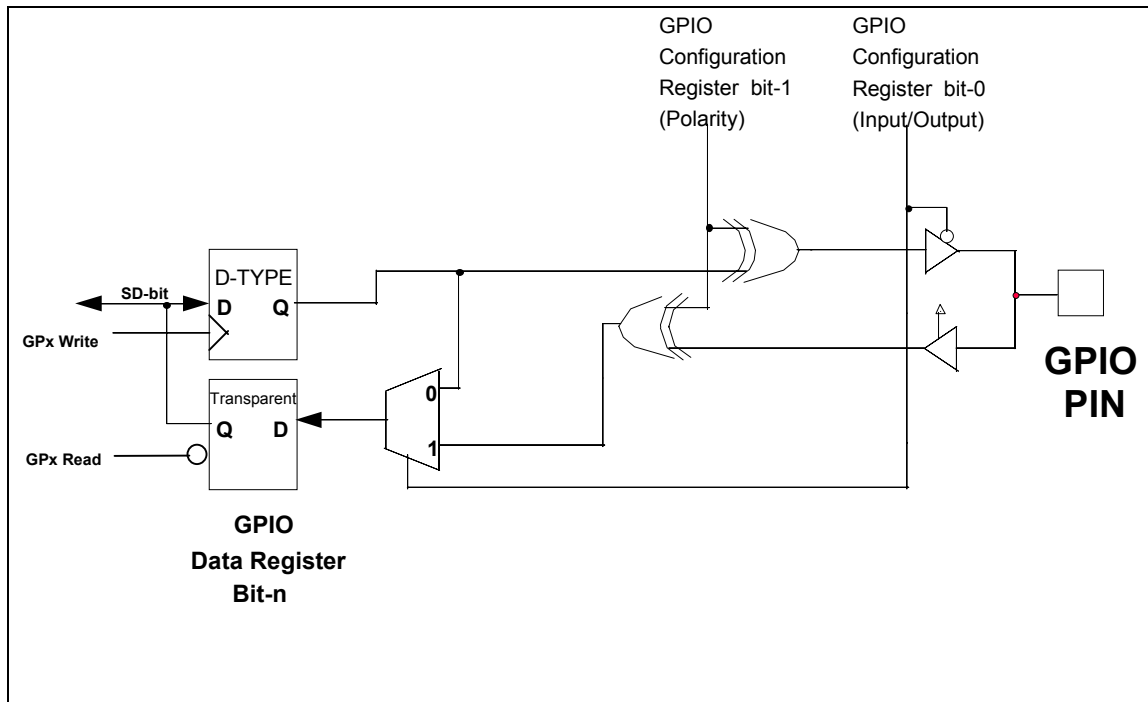 GPIO
Configuration
Register bit-1
(Polarity)
GPIO
Configuration
Register bit-0
(Input/Output)
D-TYPE
SD-bit
D Q
GPx Write
GPIO
PIN
Transparent
Q D
0
1
GPx Read
GPIO
Data Register
Bit-n